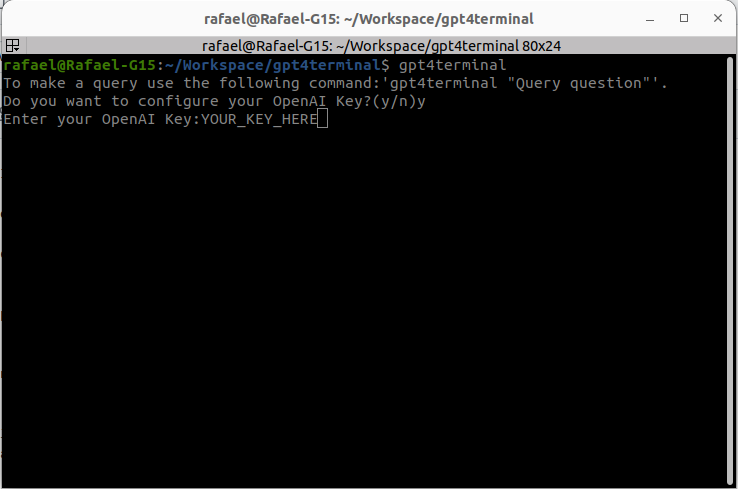 rafael@Rafael-G15: ~/Workspace/gpt4terminal
rafael@Rafael-G15: ~/Workspace/gpt4terminal 80x24
rafael@Rafael-G15:~/Workspace/gpt4terminal$ gpt4terminal
To make a query use the following command:'gpt4terminal "Query question"'.
Do you want to configure your OpenAI Key?(y/n)y
Enter your OpenAI Key:YOUR_KEY_HERE